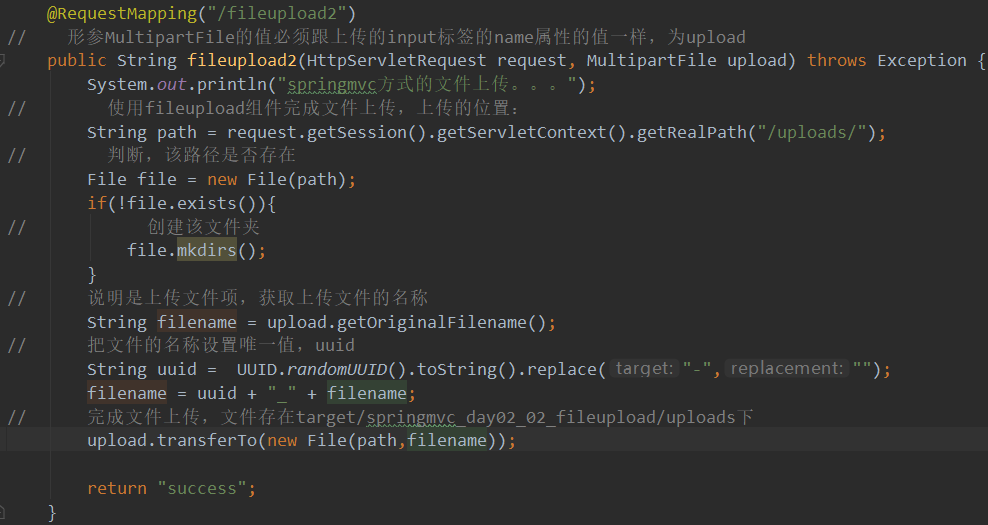 @RequestMapping("/fileupload2")
//    形参MultipartFile的值必须跟上传的input标签的name属性的值一样，为upload
public String fileupload2(HttpServletRequest request, MultipartFile upload) throws Exception {
System.out.println("springmvc方式的文件上传。。。");
//        使用fileupload组件完成文件上传，上传的位置：
String path = request.getSession().getServletContext().getRealPath("/uploads/");
//        判断，该路径是否存在
File file = new File(path);
if(!file.exists()){
//            创建该文件夹
file.mkdirs();
}
//      说明是上传文件项，获取上传文件的名称
String filename = upload.getOriginalFilename();
//      把文件的名称设置唯一值，uuid
String uuid =  UUID.randomUUID().toString().replace( target: "-", replacement: "");
filename = uuid + "_" + filename;
//      完成文件上传，文件存在target/springmvc_day02_02_fileupload/uploads下
upload.transferTo(new File(path,filename));
return "success";
}